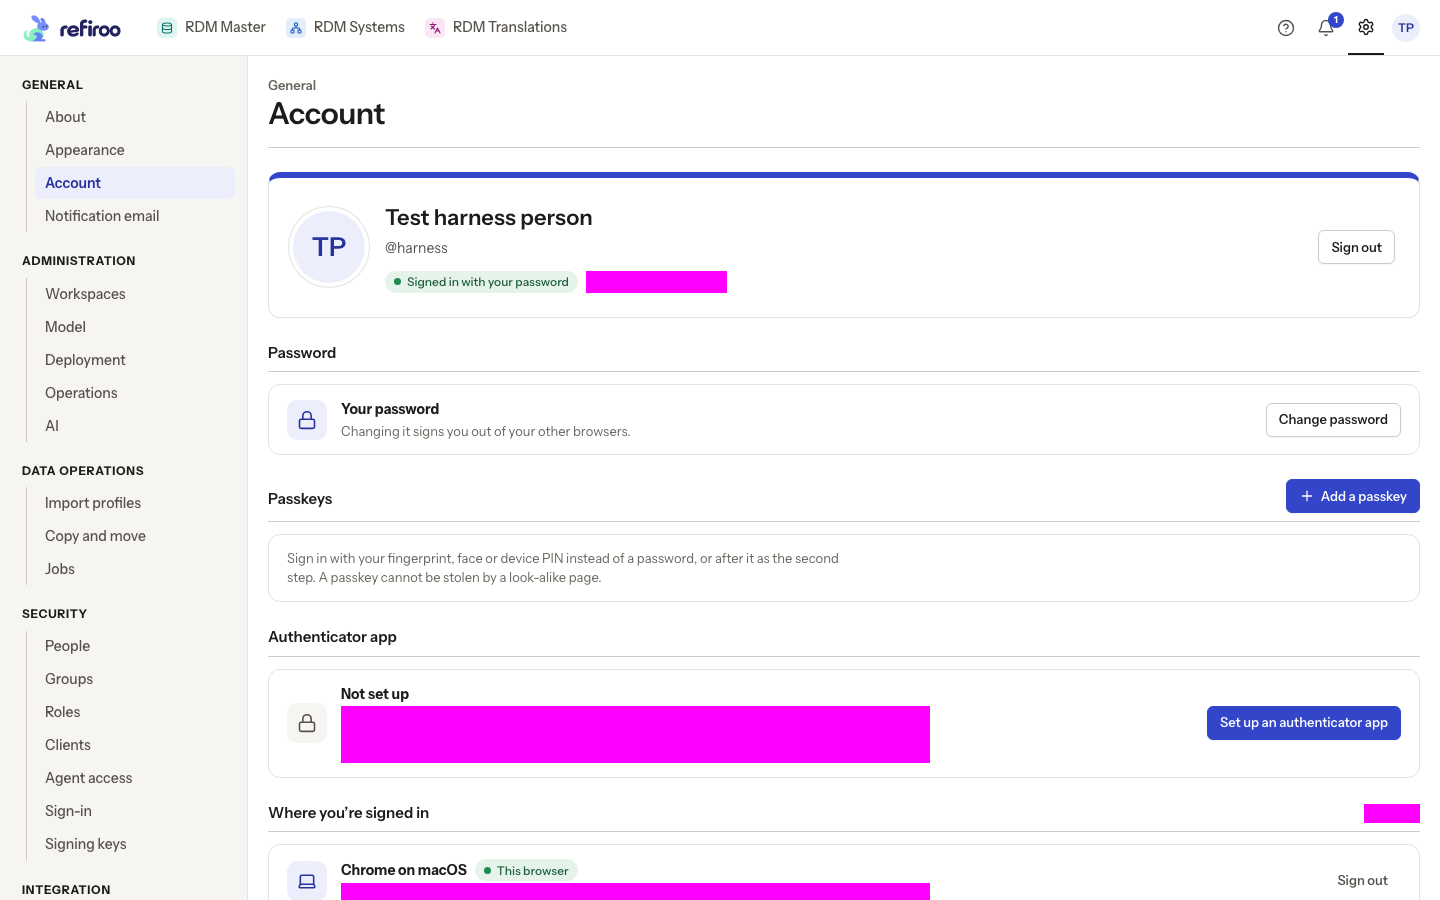 refiroo
RDM Master
RDM Systems
RDM Translations
1
TP
GENERAL
About
Appearance
Account
Notification email
ADMINISTRATION
Workspaces
Model
Deployment
Operations
AI
DATA OPERATIONS
Import profiles
Copy and move
Jobs
SECURITY
People
Groups
Roles
Clients
Agent access
Sign-in
Signing keys
INTEGRATION
General
Account
TP
Test harness person
@harness
Signed in with your password
Sign out
Password
Your password
Changing it signs you out of your other browsers.
Change password
Passkeys
Add a passkey
Sign in with your fingerprint, face or device PIN instead of a password, or after it as the second
step. A passkey cannot be stolen by a look-alike page.
Authenticator app
Not set up
Set up an authenticator app
Where you’re signed in
Chrome on macOS
This browser
Sign out